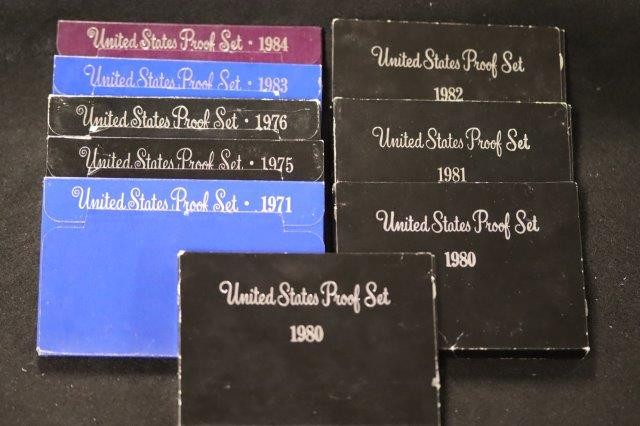 United States Proof Set · 1984
United States Proof Set · 1983
United States Proof Set · 1976
United States Proof Set · 1975
United States Proof Set · 1971
United States Proof Set
1982
United States Proof Set
1981
United States Proof Set
1980
United States Proof Set
1980